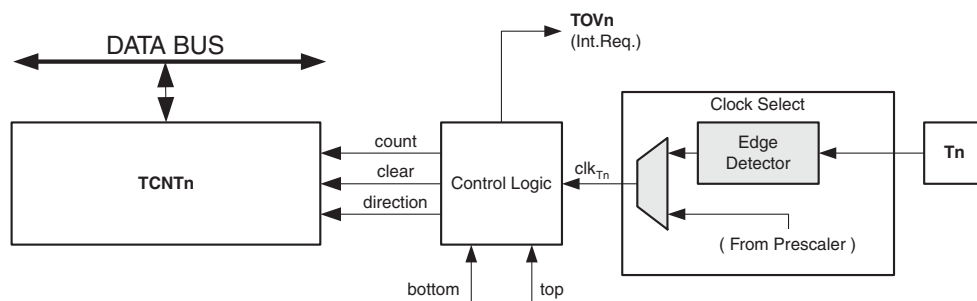 TOVn
(Int.Req.)
DATA BUS
Clock Select
count
Edge
Detector
Tn
TCNTn
clear
Control Logic
clkTn
direction
( From Prescaler )
bottom
top